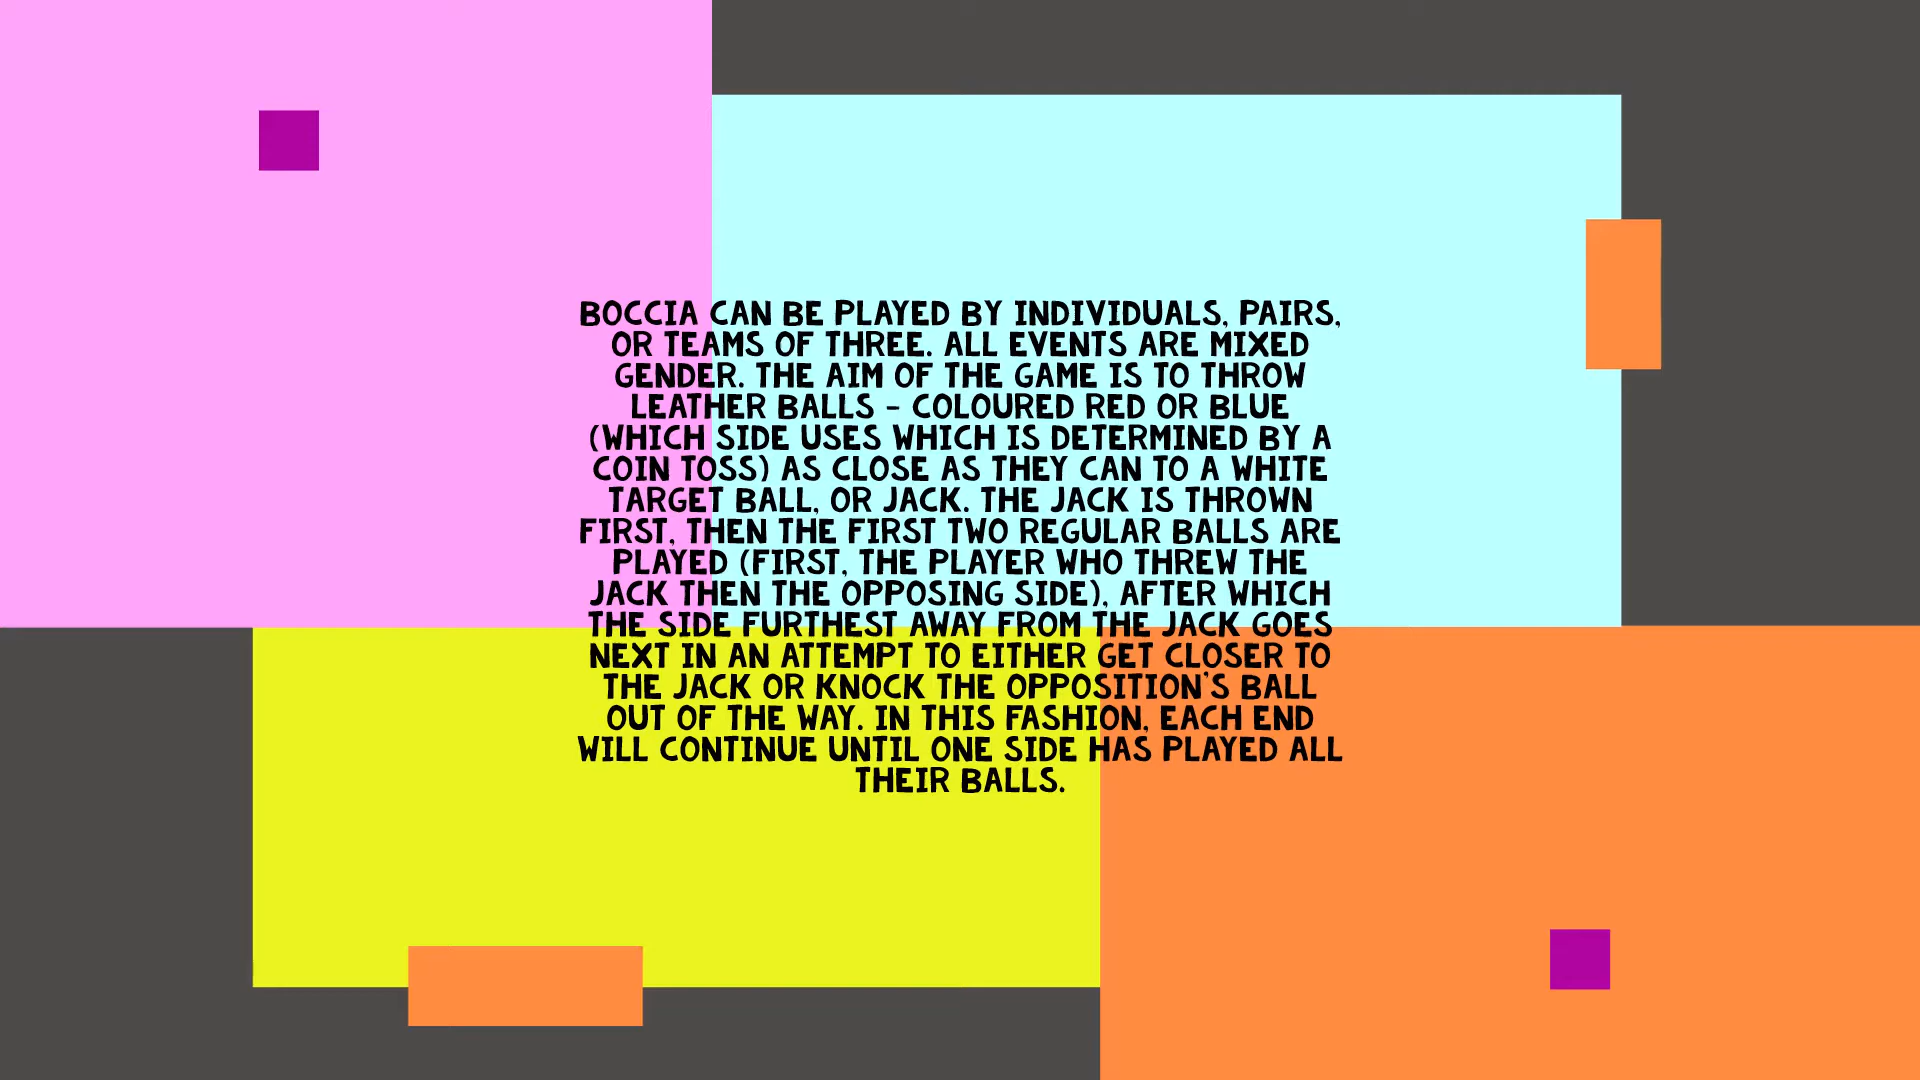 BOCCIA CAN BE PLAYED BY INDIVIDUALS, PAIRS,
OR TEAMS OF THREE. ALL EVENTS ARE MIXED
GENDER. THE AIM OF THE GAME IS TO THROW
LEATHER BALLS - COLOURED RED OR BLUE
(WHICH SIDE USES WHICH IS DETERMINED BY A
COIN TOSS) AS CLOSE AS THEY CAN TO A WHITE
TARGET BALL, OR JACK. THE JACK IS THROWN
FIRST, THEN THE FIRST TWO REGULAR BALLS ARE
PLAYED (FIRST, THE PLAYER WHO THREW THE
JACK THEN THE OPPOSING SIDE), AFTER WHICH
THE SIDE FURTHEST AWAY FROM THE JACK GOES
NEXT IN AN ATTEMPT TO EITHER GET CLOSER TO
THE JACK OR KNOCK THE OPPOSITION'S BALL
OUT OF THE WAY. IN THIS FASHION, EACH END
WILL CONTINUE UNTIL ONE SIDE HAS PLAYED ALL
THEIR BALLS.